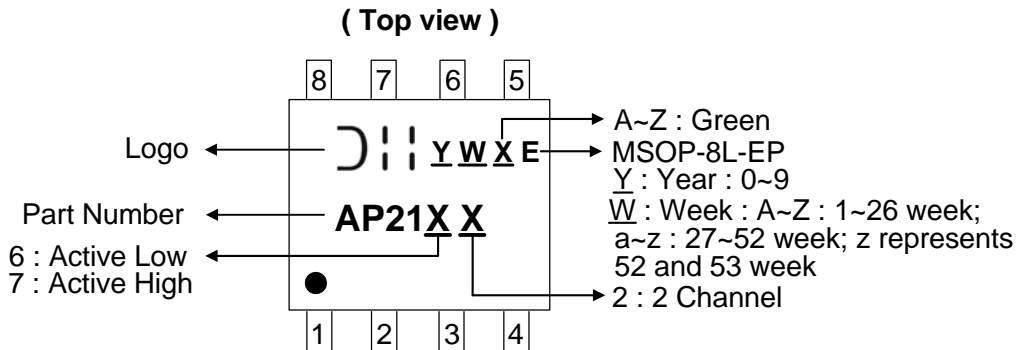 ( Top view )
8 7 6 5
Logo
Y W X E
A~Z : Green
MSOP-8L-EP
Y : Year : 0~9
W : Week : A~Z : 1~26 week;
a~z : 27~52 week; z represents
52 and 53 week
Part Number
AP21X X
6 : Active Low
7 : Active High
2 : 2 Channel
1 2 3 4